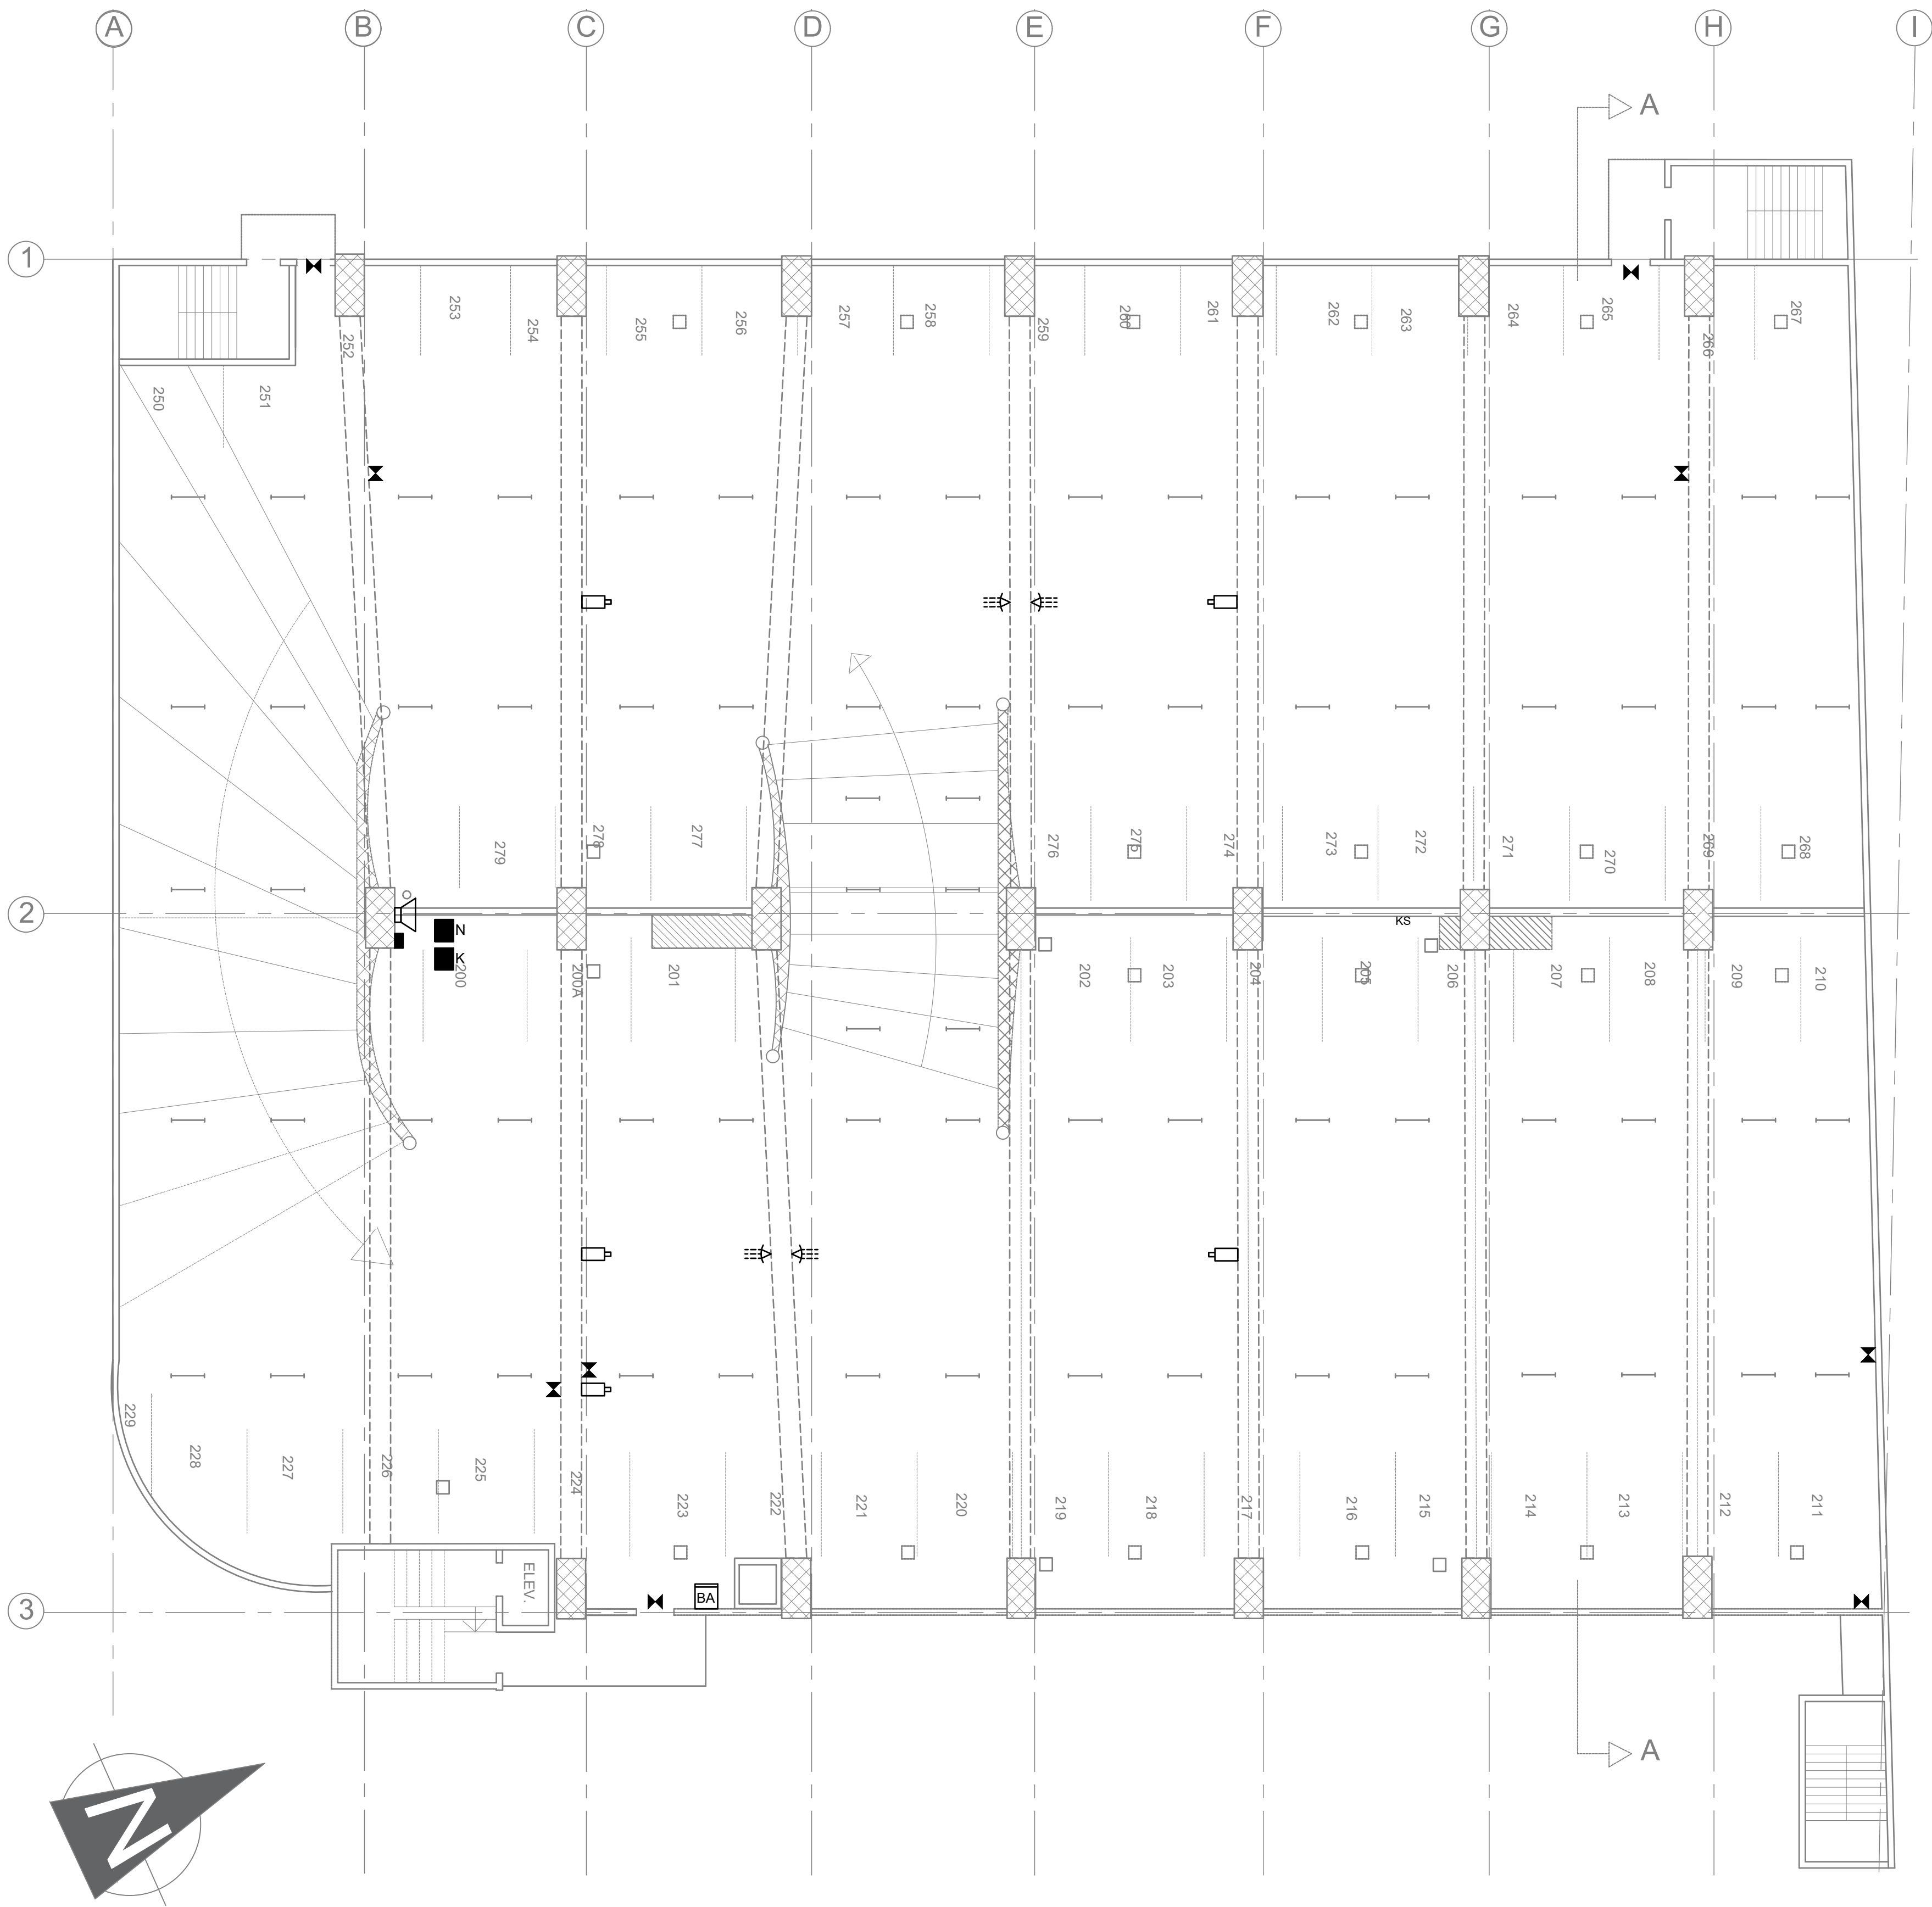 A B C D E F G H I
A
1
253 254 255 256 257 258 259 260 261 262 263 264 265 266 267
252
250 251
279 278 277 276 275 274 273 272 271 270 269 268
2
KS
N
K
200 200A 201 202 203 204 205 206 207 208 209 210
229 228 227 226 225 224 223 222 221 220 219 218 217 216 215 214 213 212 211
ELEV.
BA
3
A
N